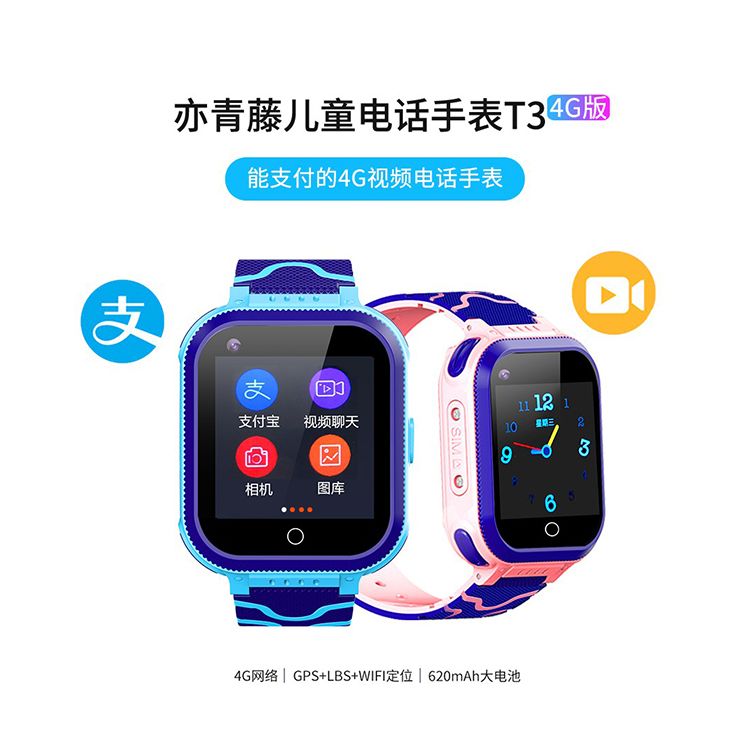 亦青藤儿童电话手表T3 4G版
能支付的4G视频电话手表
支
支
支付宝 视频聊天
相机 图库
SIM
11 12 1
星期三
2
9 3
8 4
6
4G网络｜GPS+LBS+WIFI定位｜620mAh大电池